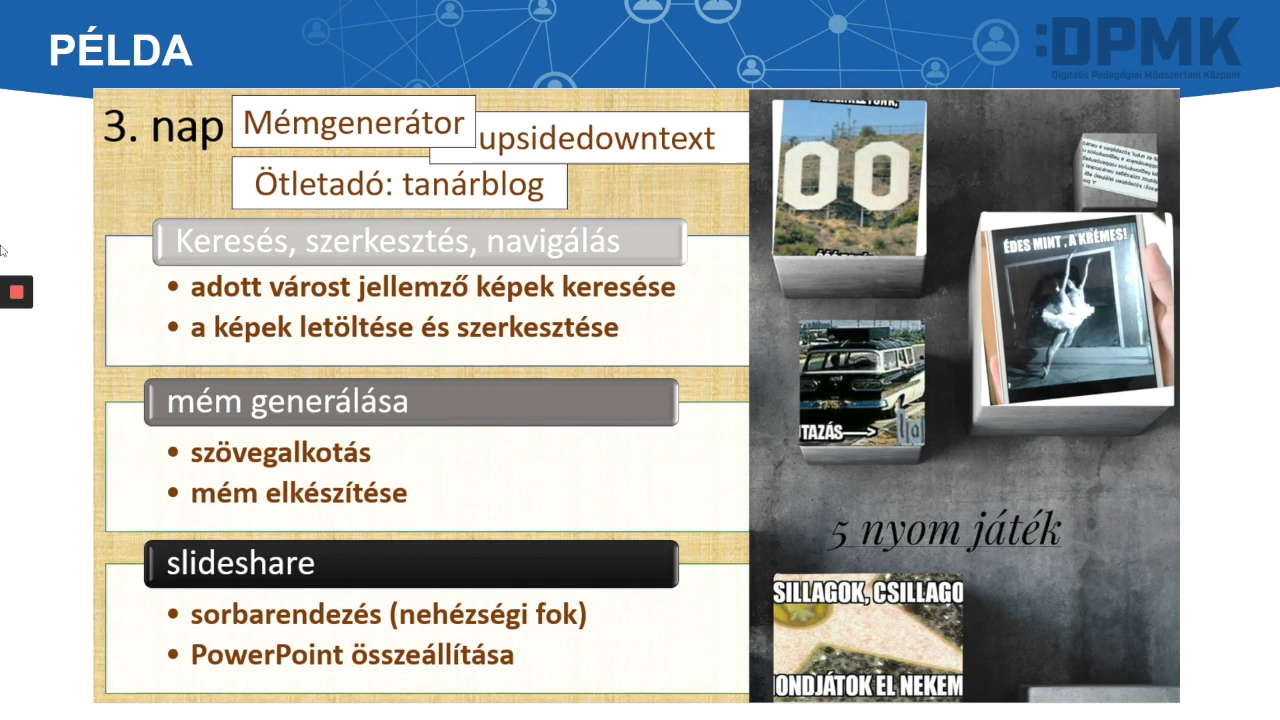 PÉLDA
:DPMK
Digitális Pedagógiai Módszertani Központ
3. nap
Mémgenerátor
upsidedowntext
Ötletadó: tanárblog
Keresés, szerkesztés, navigálás
• adott várost jellemző képek keresése
• a képek letöltése és szerkesztése
mém generálása
• szövegalkotás
• mém elkészítése
slideshare
• sorbarendezés (nehézségi fok)
• PowerPoint összeállítása
OO
ÉDES MINT , A KRÉMES!
TAZÁS—>
5 nyom játék
SILLAGOK, CSILLAGO
ONDJÁTOK EL NEKEM